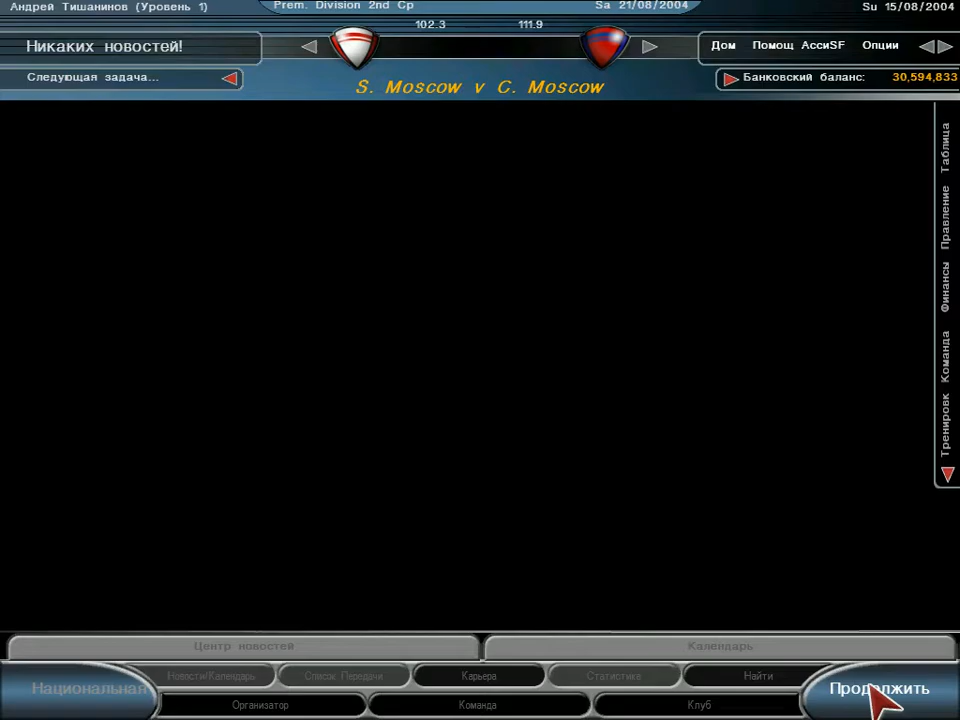 Андрей Тишанинов (Уровень 1)
Prem. Division 2nd Cp
Sa 21/08/2004
Su 15/08/2004
102.3
111.9
Никаких новостей!
Дом Помощ АссиSF Опции
Следующая задача...
S. Moscow v C. Moscow
Банковский баланс: 30,594,833
Таблица
Правление
Финансы
Команда
Тренировк
Центр новостей
Календарь
Национальная
Новости/Календарь
Список Передачи
Карьера
Статистика
Найти
Продолжить
Организатор
Команда
Клуб